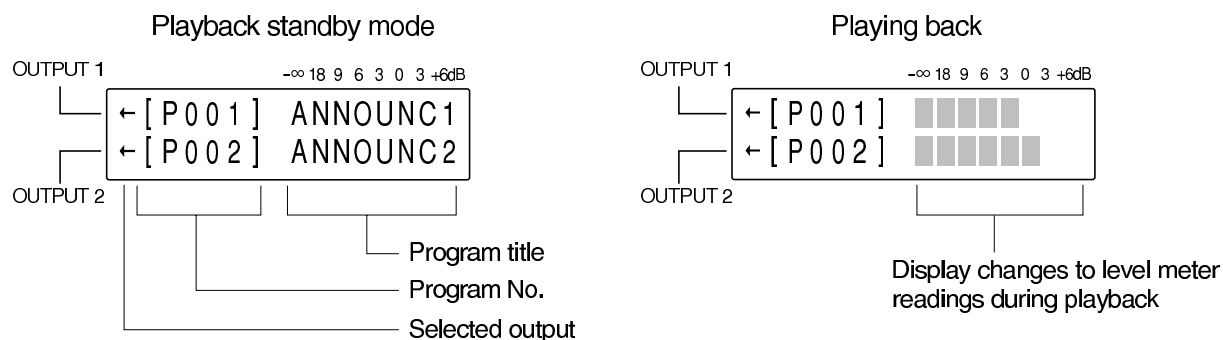 Playback standby mode
OUTPUT 1
-∞ 18 9 6 3 0 3 +6dB
←[P001] ANNOUNC1
←[P002] ANNOUNC2
OUTPUT 2
Program title
Program No.
Selected output
Playing back
OUTPUT 1
-∞ 18 9 6 3 0 3 +6dB
←[P001]
←[P002]
OUTPUT 2
Display changes to level meter
readings during playback